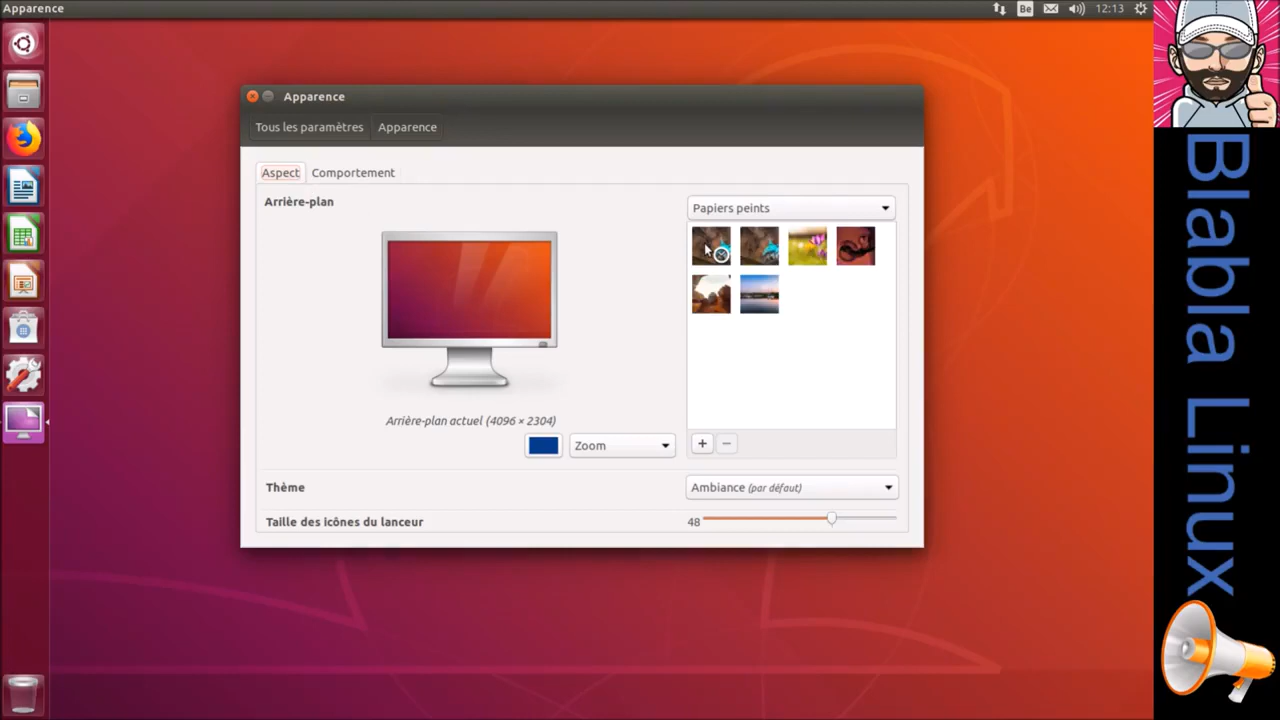 Apparence
Be
12:13
Apparence
Tous les paramètres
Apparence
Aspect
Comportement
Arrière-plan
Papiers peints
Arrière-plan actuel (4096 × 2304)
Zoom
Thème
Ambiance (par défaut)
Taille des icônes du lanceur
48
Blabla Linux